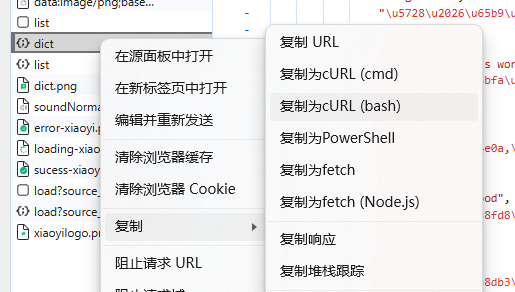 data:image/png;base
list
dict
list
dict.png
soundNorma
error-xiaoyi.p
loading-xiao
sucess-xiaoy
load?source_
load?source_
xiaoyilogo.pn
在源面板中打开
在新标签页中打开
编辑并重新发送
清除浏览器缓存
清除浏览器 Cookie
复制
阻止请求 URL
复制 URL
复制为cURL (cmd)
复制为cURL (bash)
复制为PowerShell
复制为fetch
复制为fetch (Node.js)
复制响应
复制堆栈跟踪
-
"\u5728\u2026\u65b9\
-
s wor
bfa\u
e0a,\
ood",
8fd8\
8db3\